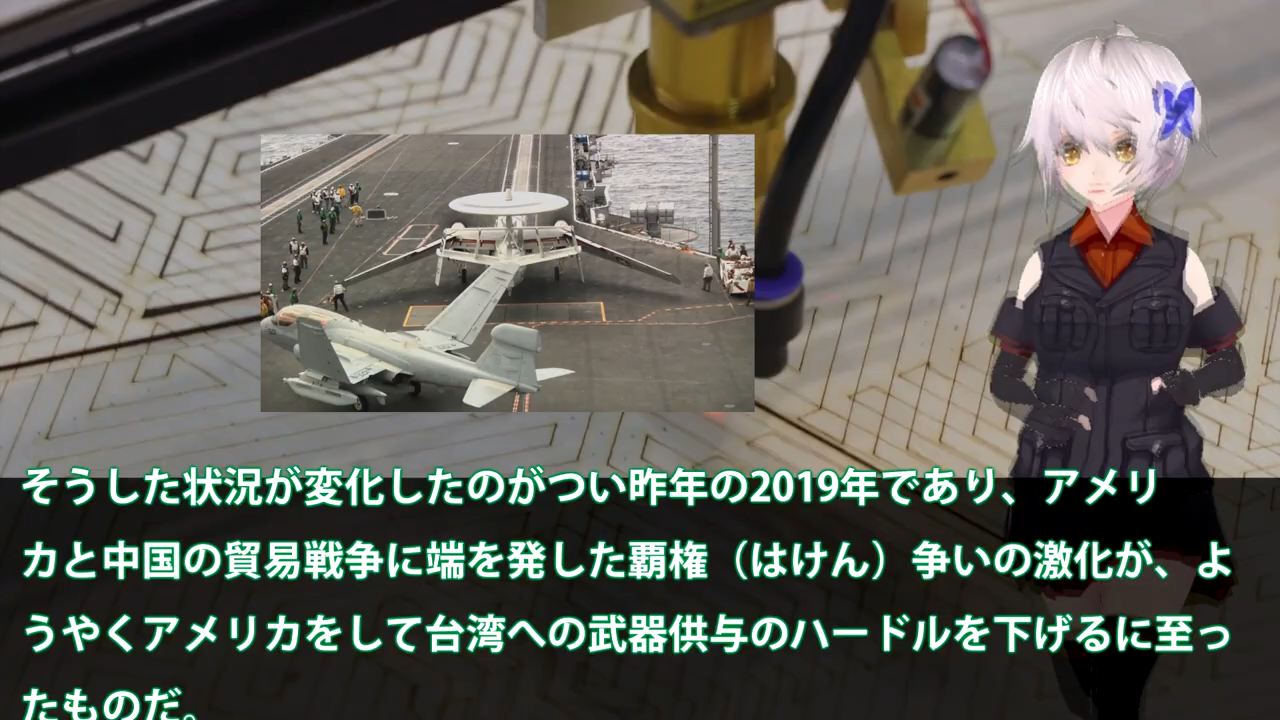 そうした状況が変化したのがつい昨年の2019年であり、アメリ
カと中国の貿易戦争に端を発した覇権（はけん）争いの激化が、よ
うやくアメリカをして台湾への武器供与のハードルを下げるに至っ
たものだ。